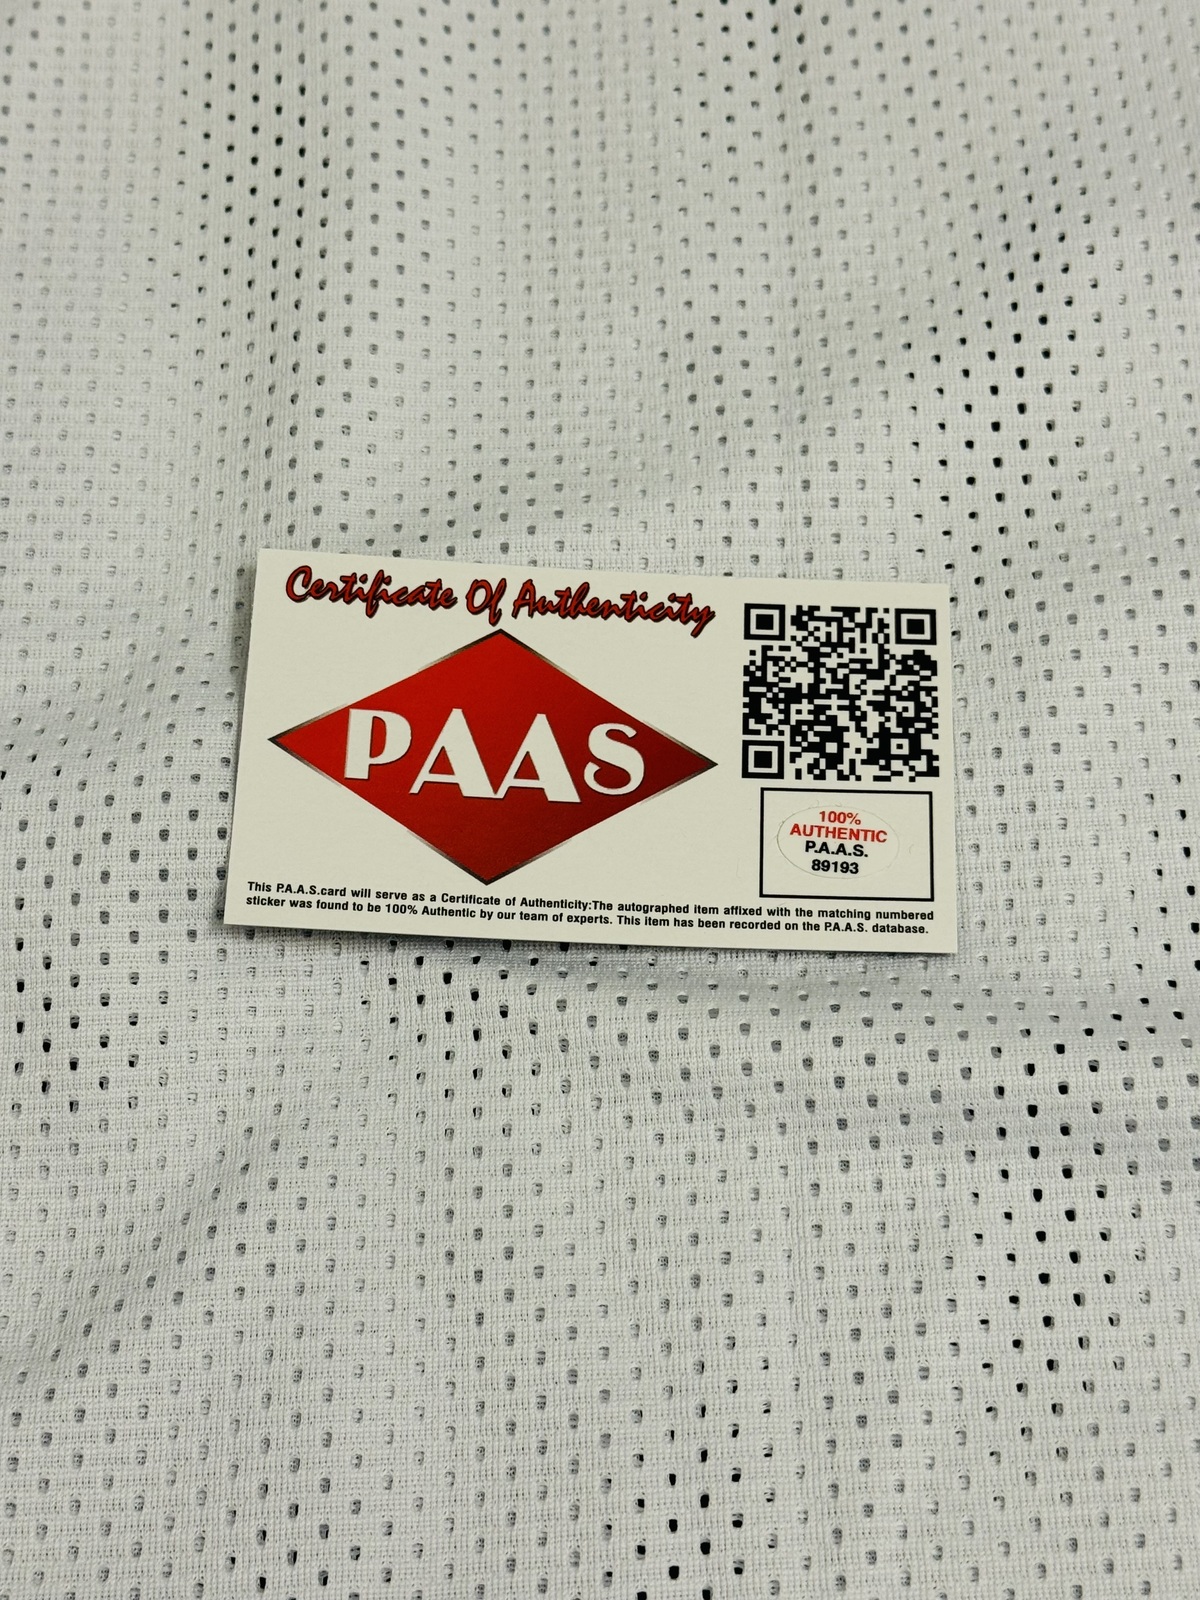 Certificate Of Authenticity
PAAS
100%
AUTHENTIC
P.A.A.S.
89193
This P.A.A.S.card will serve as a Certificate of Authenticity:The autographed item affixed with the matching numbered
sticker was found to be 100% Authentic by our team of experts. This item has been recorded on the P.A.A.S. database.